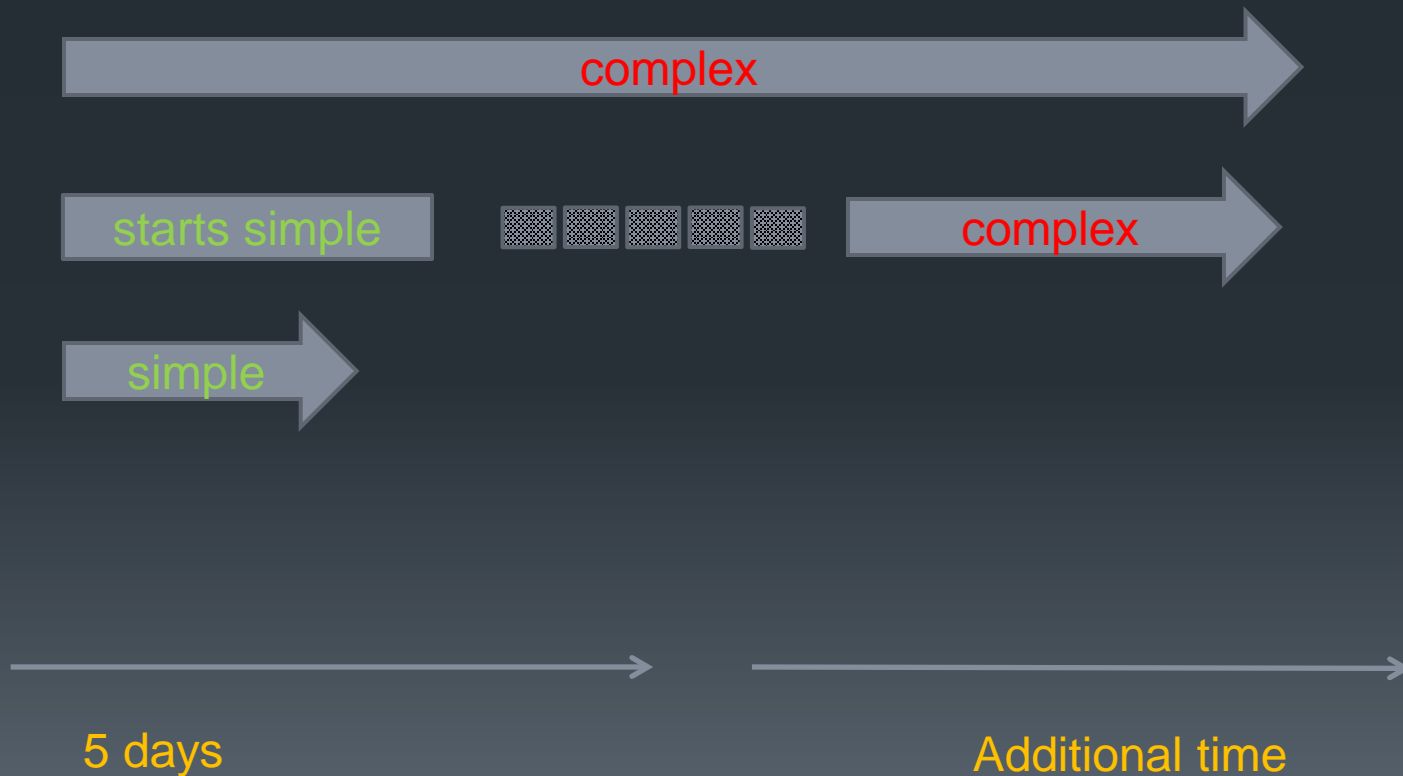 complex
starts simple
complex
simple
5 days
Additional time